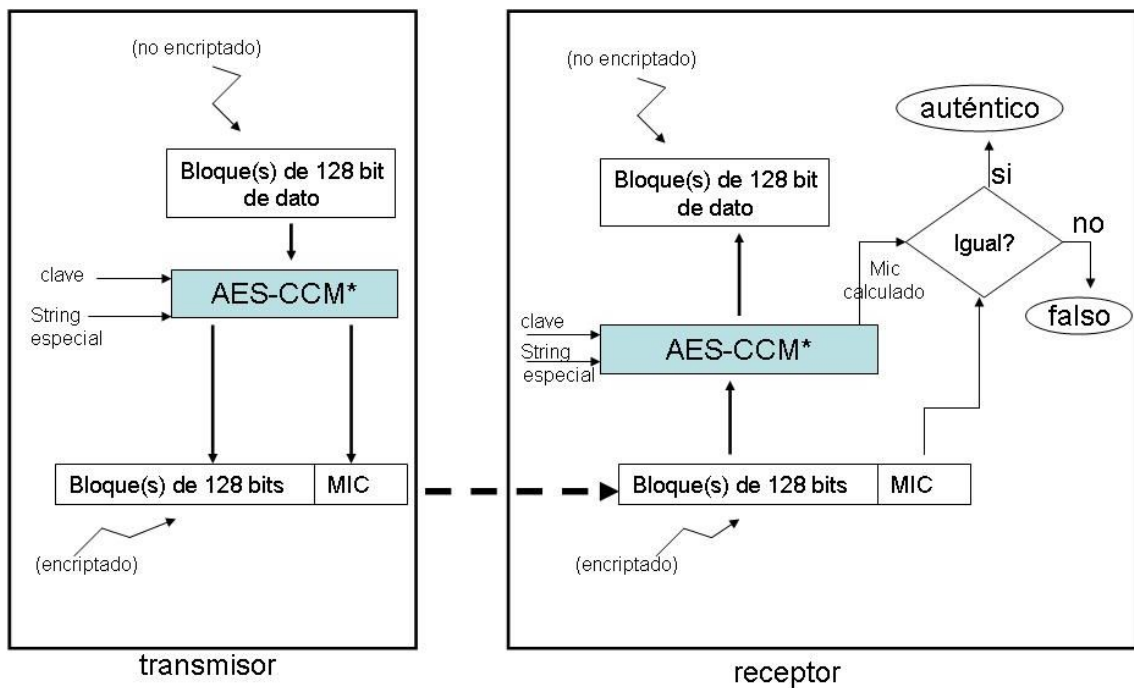 (no encriptado)
Bloque(s) de 128 bit
de dato
clave
String
especial
AES-CCM*
Bloque(s) de 128 bits
MIC
(encriptado)
transmisor
(no encriptado)
auténtico
si
Bloque(s) de 128 bit
de dato
Igual?
no
Mic
calculado
falso
clave
String
especial
AES-CCM*
Bloque(s) de 128 bits
MIC
(encriptado)
receptor